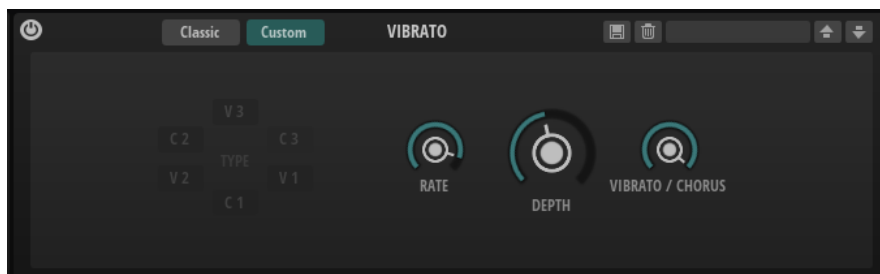 Classic Custom VIBRATO
V 3
C 2 C 3
TYPE
V 2 V 1
C 1
RATE
DEPTH
VIBRATO / CHORUS